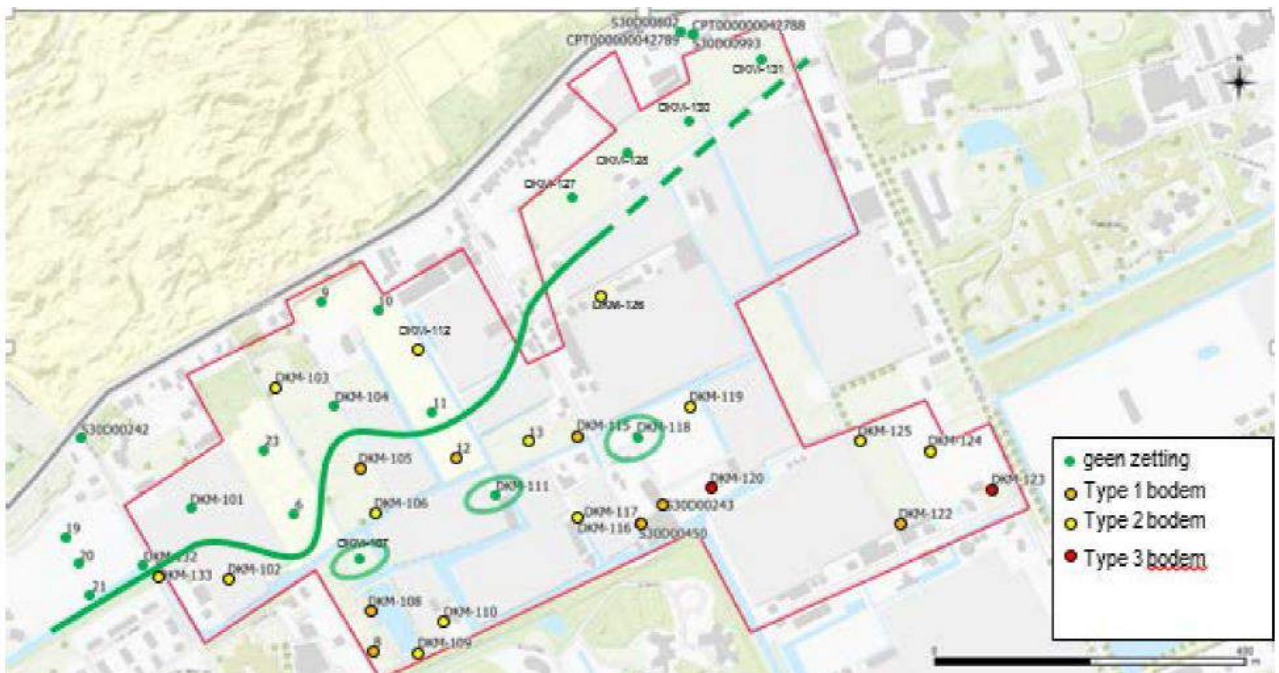 S30D00802
CPT000000042788
CPT000000042789
S30D00993
DKM-131
DKM-130
DKM-128
DKM-127
DKM-126
9
10
DKM-112
DKM-103
DKM-104
11
DKM-119
S30D00242
13
DKM-115
DKM-118
DKM-125
DKM-124
23
12
DKM-105
DKM-120
DKM-123
DKM-101
6
DKM-106
DKM-111
DKM-117
DKM-116
S30D00243
S30D00450
DKM-122
19
20
21
DKM-132
DKM-133
DKM-102
DKM-107
DKM-108
DKM-110
8
DKM-109
geen zetting
Type 1 bodem
Type 2 bodem
Type 3 bodem
0
400
m